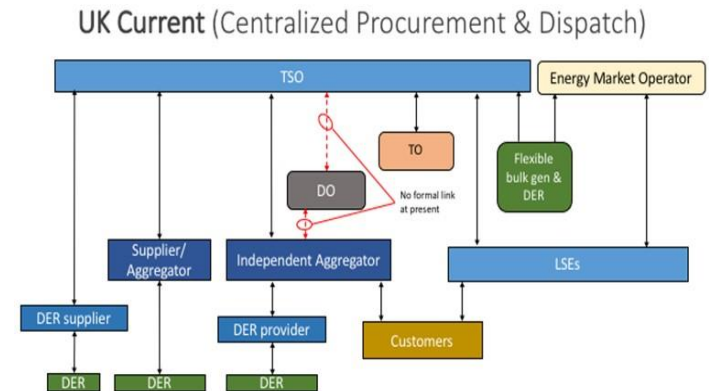 UK Current (Centralized Procurement & Dispatch)
TSO
Energy Market Operator
TO
Flexible
bulk gen &
DER
DO
No formal link
at present
Supplier/
Aggregator
Independent Aggregator
LSEs
DER supplier
DER provider
Customers
DER
DER
DER